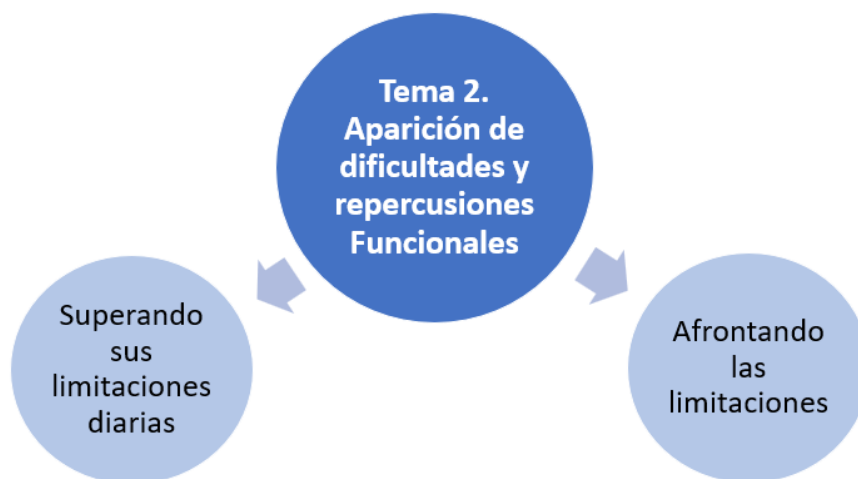 Tema 2.
Aparición de
dificultades y
repercusiones
Funcionales
Superando
sus
limitaciones
diarias
Afrontando
las
limitaciones